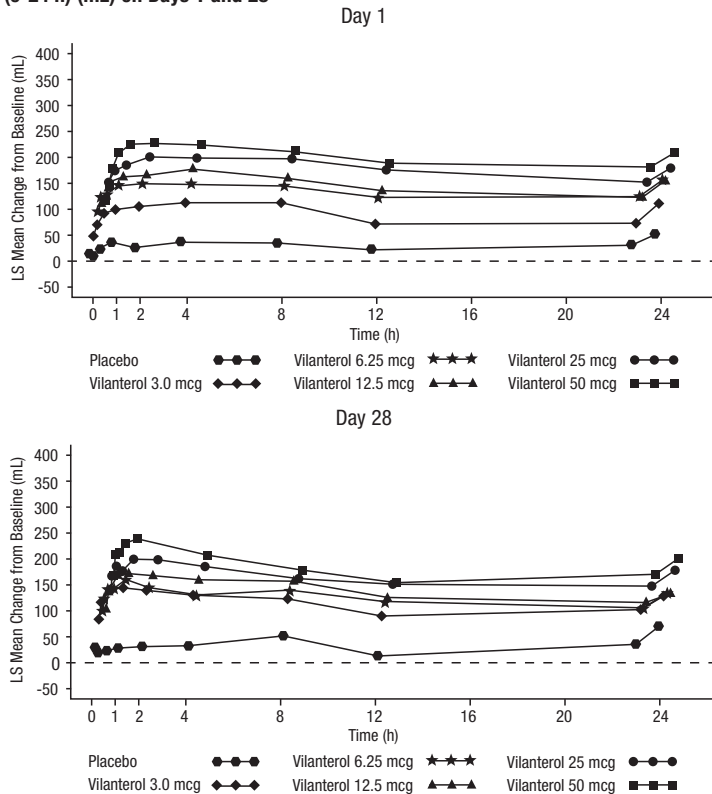 (0-24 h) (mL) on Days 1 and 28
Day 1
LS Mean Change from Baseline (mL)
400
350
300
250
200
150
100
50
0
-50
0 1 2 4 8 12 16 20 24
Time (h)
Placebo Vilanterol 6.25 mcg Vilanterol 25 mcg
Vilanterol 3.0 mcg Vilanterol 12.5 mcg Vilanterol 50 mcg
Day 28
LS Mean Change from Baseline (mL)
400
350
300
250
200
150
100
50
0
-50
0 1 2 4 8 12 16 20 24
Time (h)
Placebo Vilanterol 6.25 mcg Vilanterol 25 mcg
Vilanterol 3.0 mcg Vilanterol 12.5 mcg Vilanterol 50 mcg